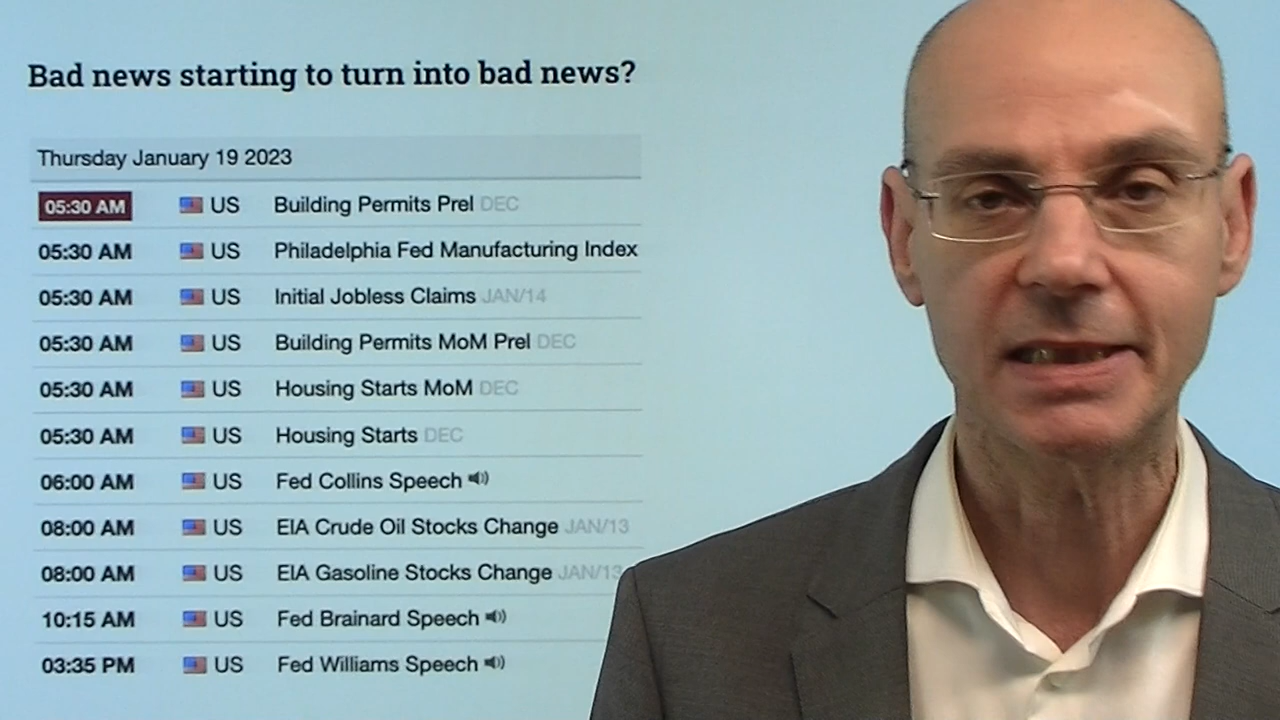 Bad news starting to turn into bad news?
Thursday January 19 2023
05:30 AM US Building Permits Prel DEC
05:30 AM US Philadelphia Fed Manufacturing Index
05:30 AM US Initial Jobless Claims JAN/14
05:30 AM US Building Permits MoM Prel DEC
05:30 AM US Housing Starts MoM DEC
05:30 AM US Housing Starts DEC
06:00 AM US Fed Collins Speech
08:00 AM US EIA Crude Oil Stocks Change JAN/13
08:00 AM US EIA Gasoline Stocks Change JAN/13
10:15 AM US Fed Brainard Speech
03:35 PM US Fed Williams Speech